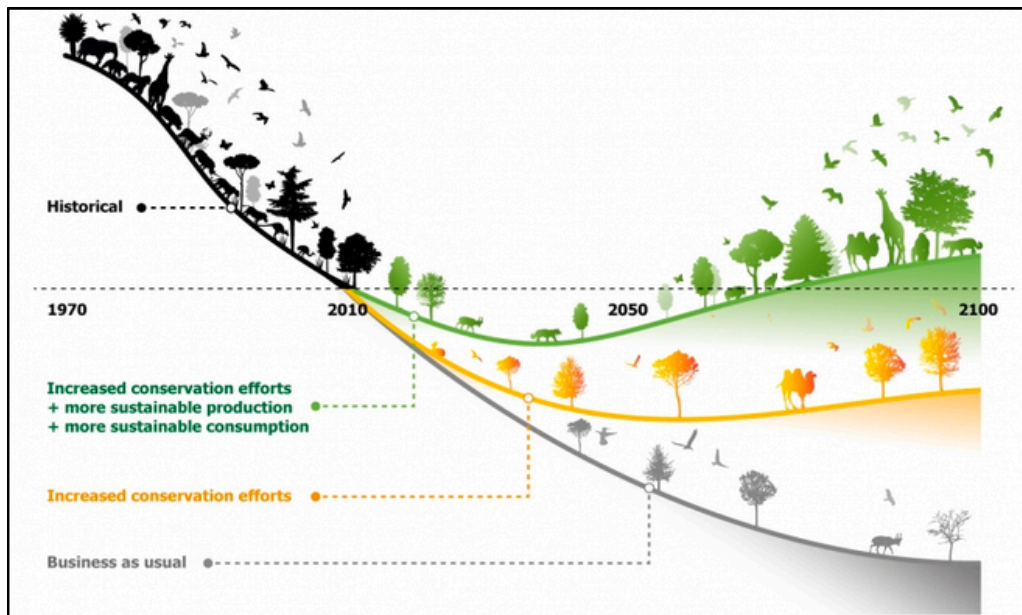 Historical
1970 2010 2050 2100
Increased conservation efforts
+ more sustainable production
+ more sustainable consumption
Increased conservation efforts
Business as usual